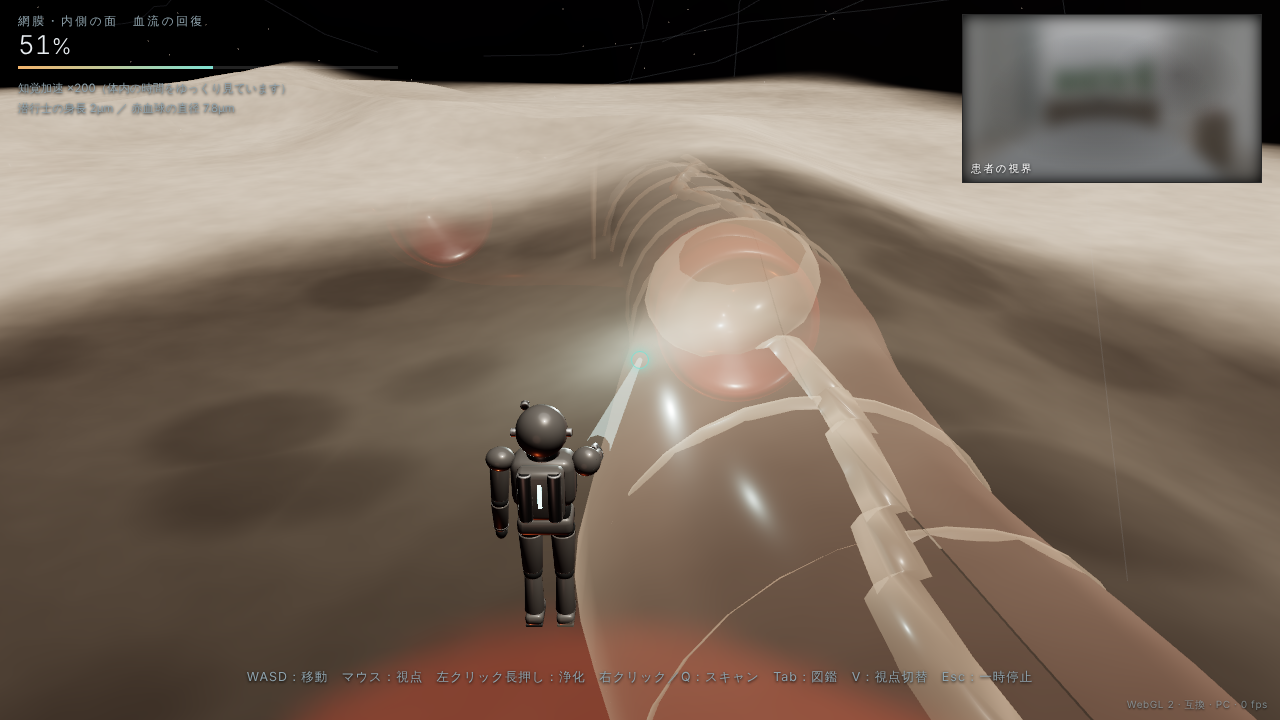 網膜・内側の面　血流の回復
51%
知覚加速 ×200（体内の時間をゆっくり見ています）
潜行士の身長 2μm ／ 赤血球の直径 7.8μm
患者の視界
WASD：移動　マウス：視点　左クリック長押し：浄化　右クリック／Q：スキャン　Tab：図鑑　V：視点切替　Esc：一時停止
WebGL 2 · 互換 · PC · 0 fps